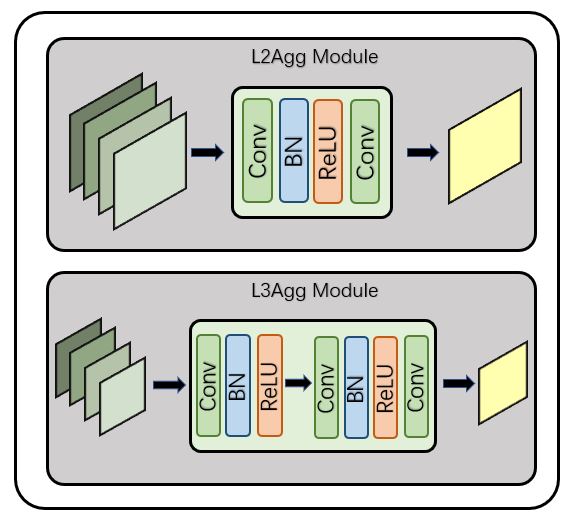 L2Agg Module
Conv
BN
ReLU
Conv
L3Agg Module
Conv
BN
ReLU
Conv
BN
ReLU
Conv